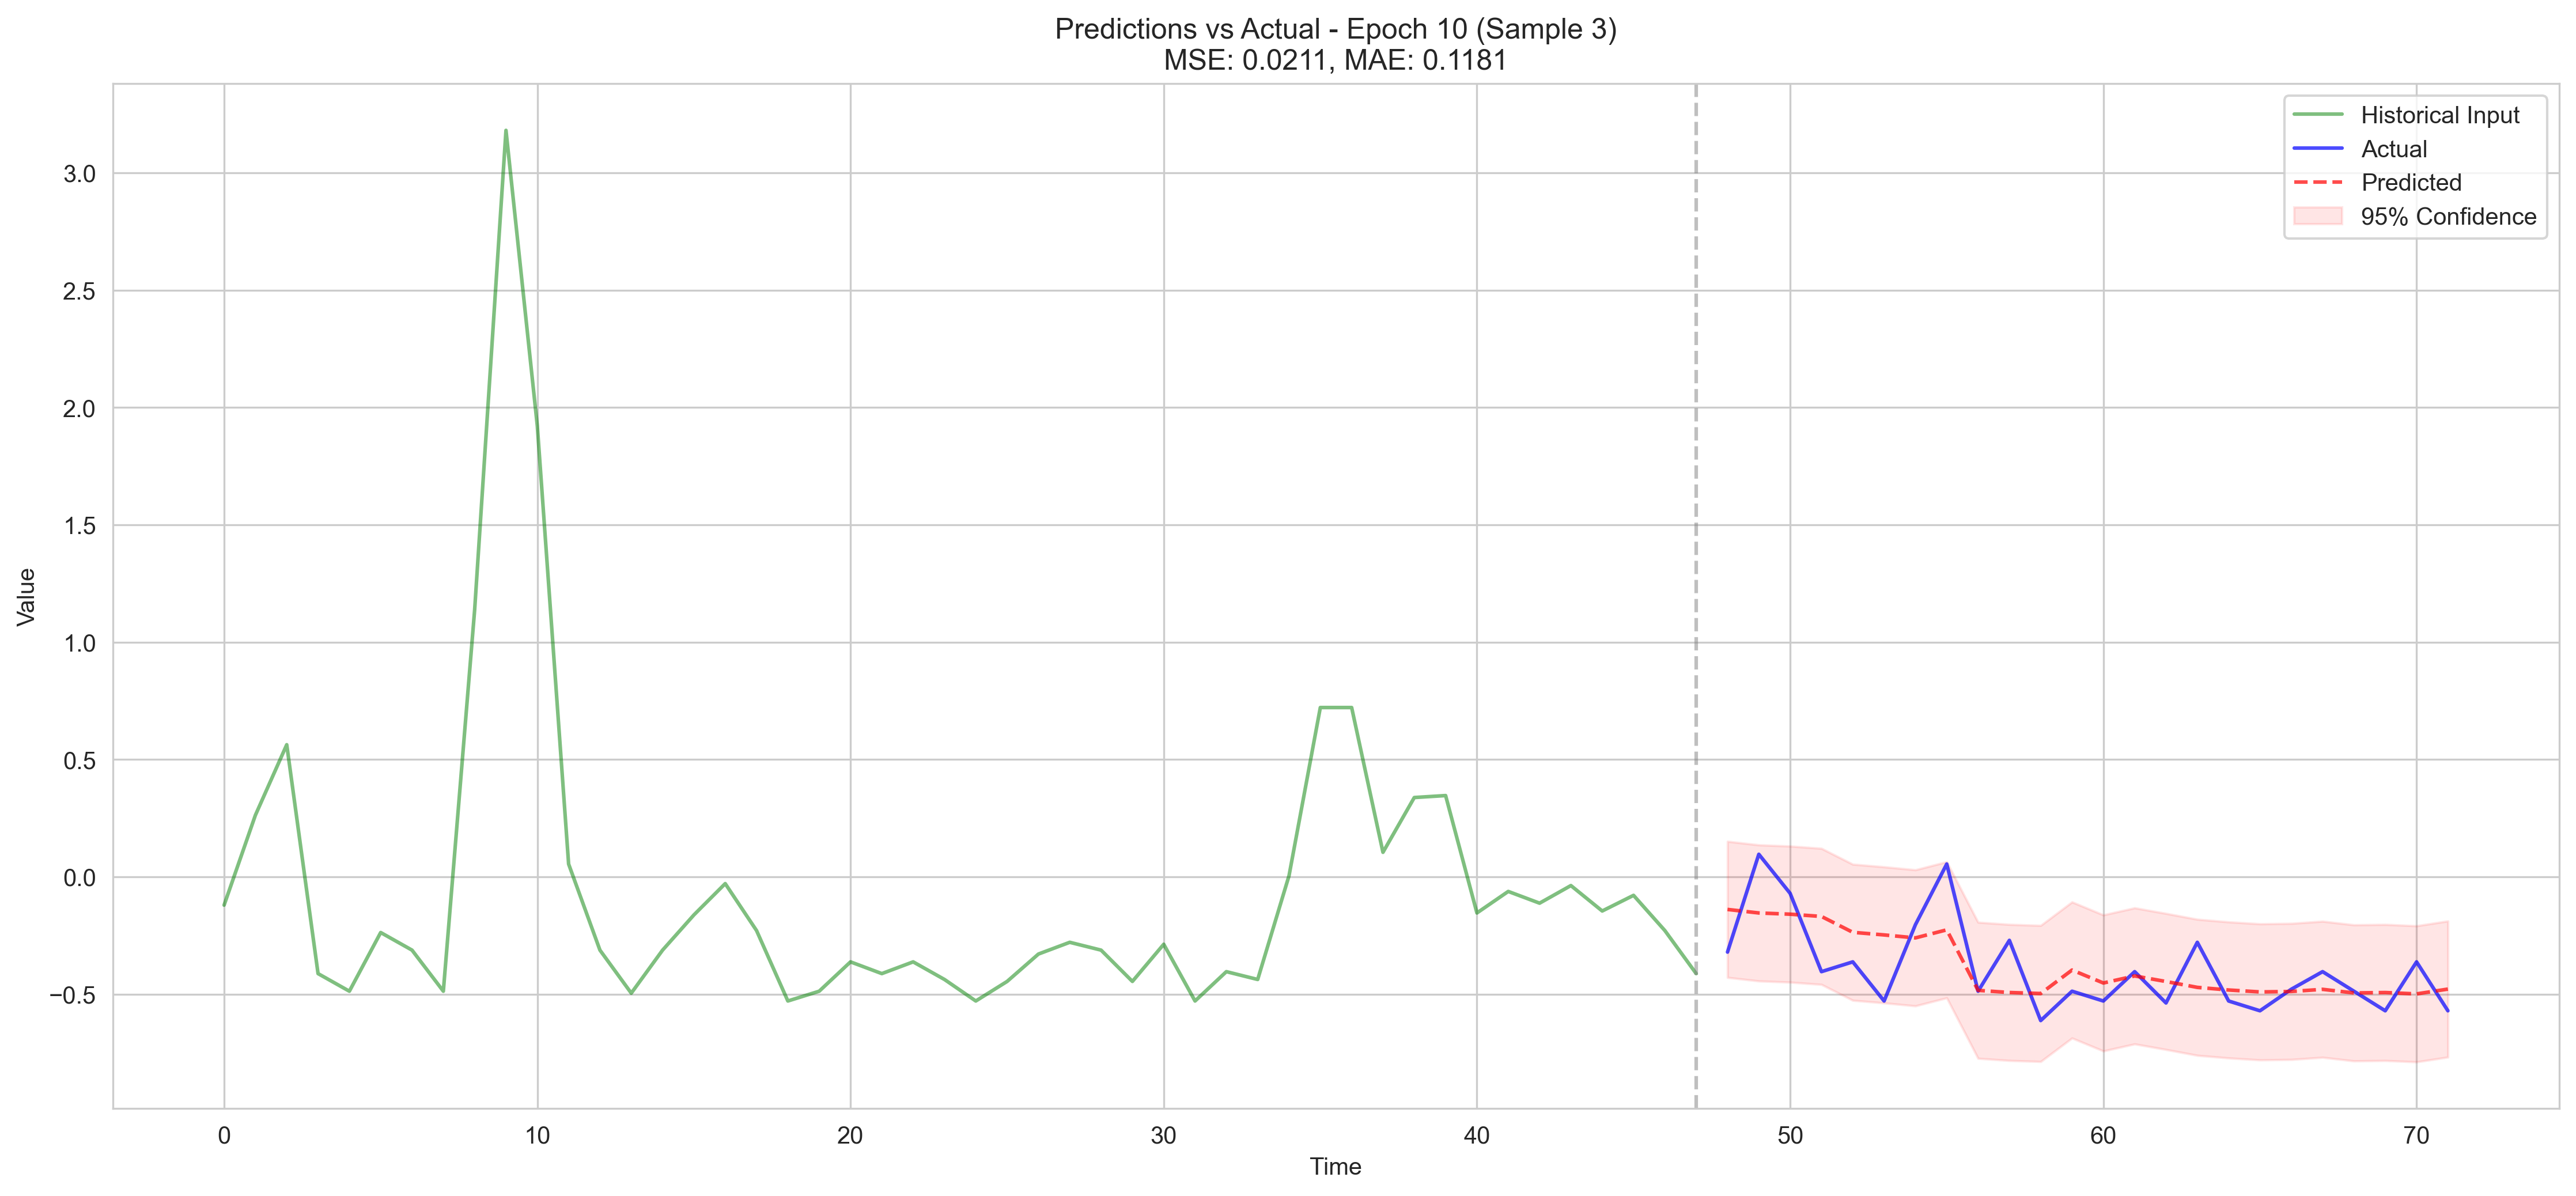 Predictions vs Actual - Epoch 10 (Sample 3)
MSE: 0.0211, MAE: 0.1181
Historical Input
Actual
Predicted
95% Confidence
Value
3.0
2.5
2.0
1.5
1.0
0.5
0.0
−0.5
0 10 20 30 40 50 60 70
Time